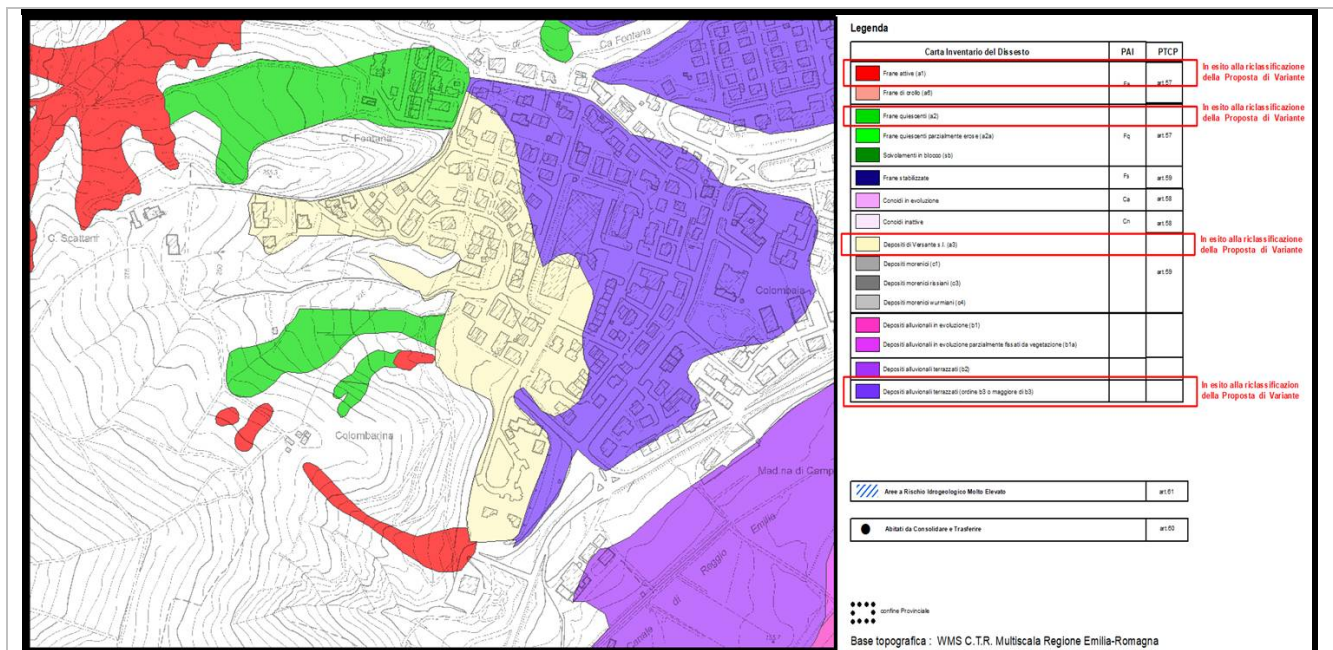 Rio
di
Ca Fontana
C. Fontana
C. Scattarii
Colombaia
Colombarina
Mad.na di Camp
Emilia
Reggio
di
Canale
Legenda
Carta Inventario del Dissesto PAI PTCP
Frane attive (a1) Fa art.57
Frane di crollo (a6)
Frane quiescenti (a2)
Frane quiescenti parzialmente erose (a2a) Fq art.57
Scivolamenti in blocco (sb)
Frane stabilizzate Fs art.59
Conoidi in evoluzione Ca art.58
Conoidi inattive Cn art.58
Depositi di Versante s.l. (a3)
Depositi morenici (c1) art.59
Depositi morenici rissiani (c3)
Depositi morenici wurmiani (c4)
Depositi alluvionali in evoluzione (b1)
Depositi alluvionali in evoluzione parzialmente fissati da vegetazione (b1a)
Depositi alluvionali terrazzati (b2)
Depositi alluvionali terrazzati (ordine b3 o maggiore di b3)
In esito alla riclassificazione
della Proposta di Variante
In esito alla riclassificazione
della Proposta di Variante
In esito alla riclassificazione
della Proposta di Variante
In esito alla riclassificazion
della Proposta di Variante
Aree a Rischio Idrogeologico Molto Elevato art.61
Abitati da Consolidare e Trasferire art.60
confine Provinciale
Base topografica : WMS C.T.R. Multiscala Regione Emilia-Romagna